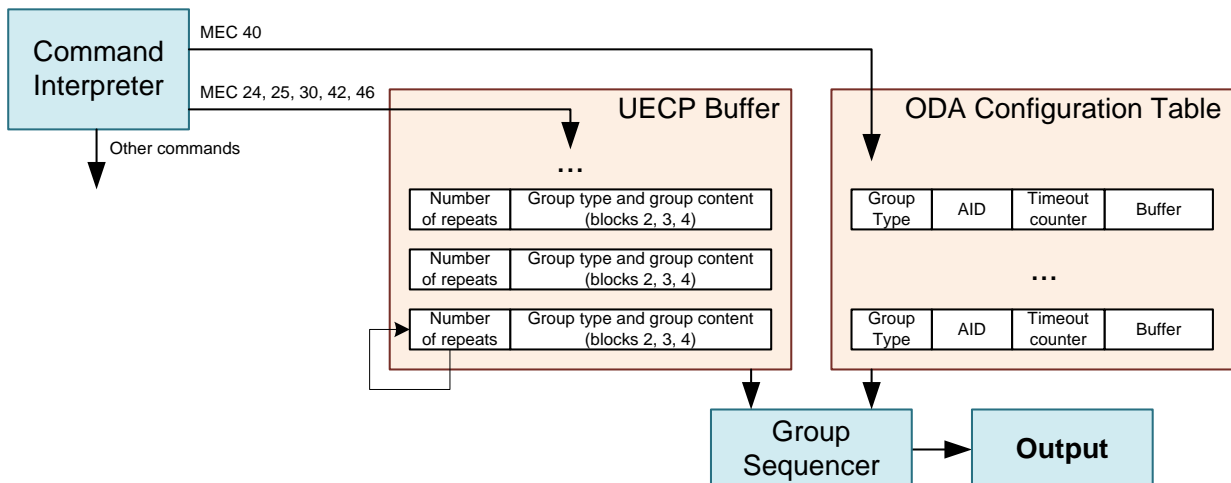 Command
Interpreter
MEC 40
MEC 24, 25, 30, 42, 46
Other commands
UECP Buffer
...
Number
of repeats
Group type and group content
(blocks 2, 3, 4)
Number
of repeats
Group type and group content
(blocks 2, 3, 4)
Number
of repeats
Group type and group content
(blocks 2, 3, 4)
ODA Configuration Table
Group
Type
AID
Timeout
counter
Buffer
...
Group
Type
AID
Timeout
counter
Buffer
Group
Sequencer
Output